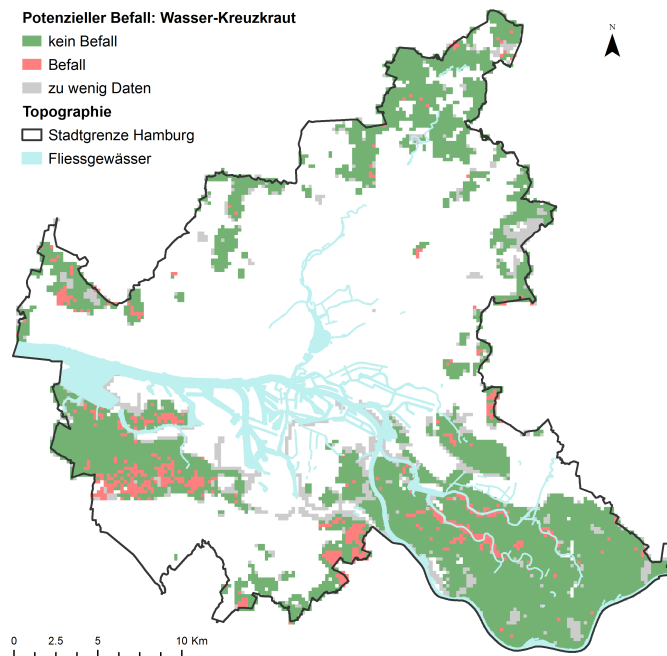 Potenzieller Befall: Wasser-Kreuzkraut
kein Befall
Befall
zu wenig Daten
Topographie
Stadtgrenze Hamburg
Fliessgewässer
N
0 2.5 5 10 Km